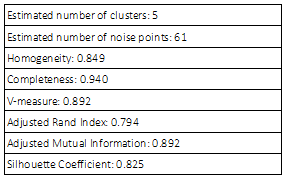 Estimated number of clusters: 5
Estimated number of noise points: 61
Homogeneity: 0.849
Completeness: 0.940
V-measure: 0.892
Adjusted Rand Index: 0.794
Adjusted Mutual Information: 0.892
Silhouette Coefficient: 0.825